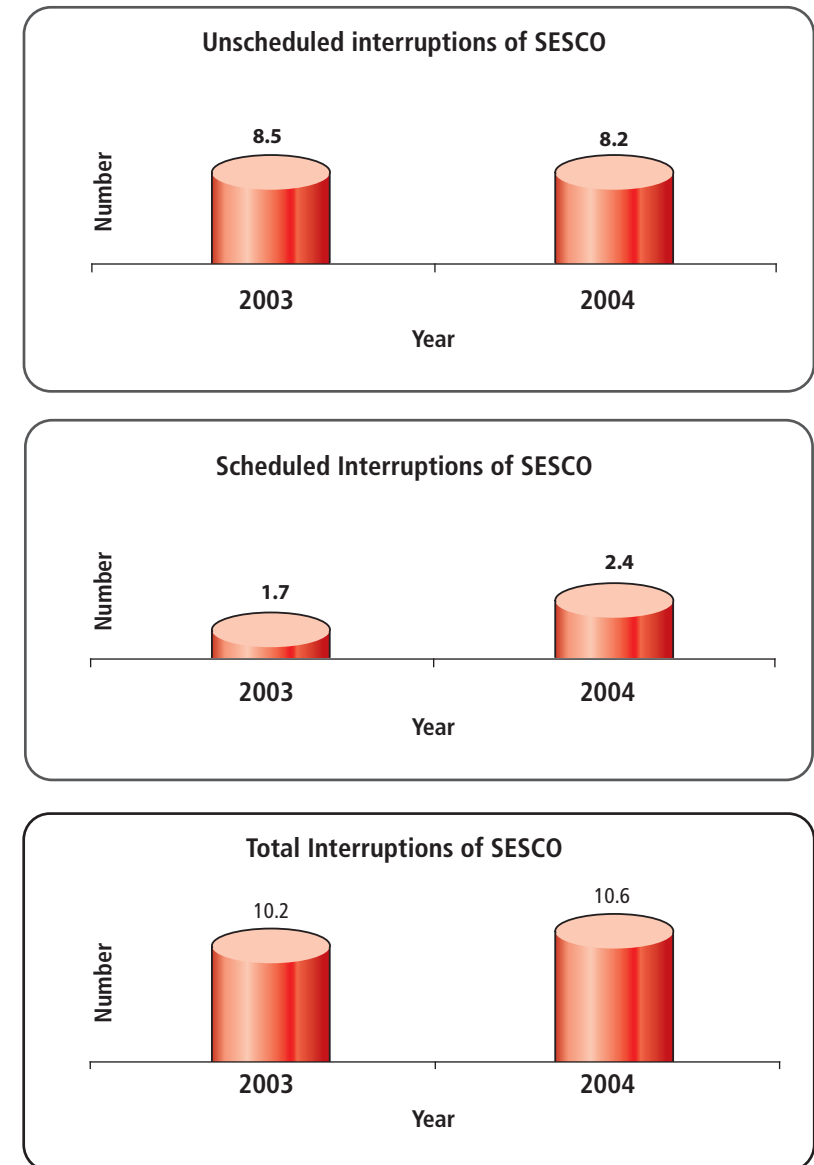 Unscheduled interruptions of SESCO
Number
8.5
8.2
2003
2004
Year
Scheduled Interruptions of SESCO
Number
1.7
2.4
2003
2004
Year
Total Interruptions of SESCO
Number
10.2
10.6
2003
2004
Year